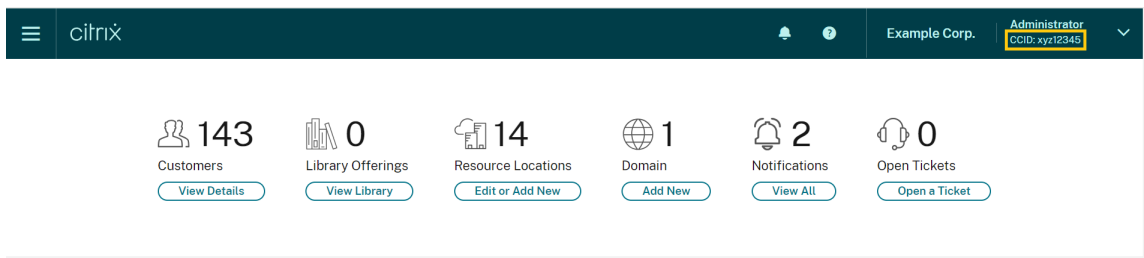 citrix
Example Corp.
Administrator
CCID: xyz12345
143
Customers
View Details
0
Library Offerings
View Library
14
Resource Locations
Edit or Add New
1
Domain
Add New
2
Notifications
View All
0
Open Tickets
Open a Ticket